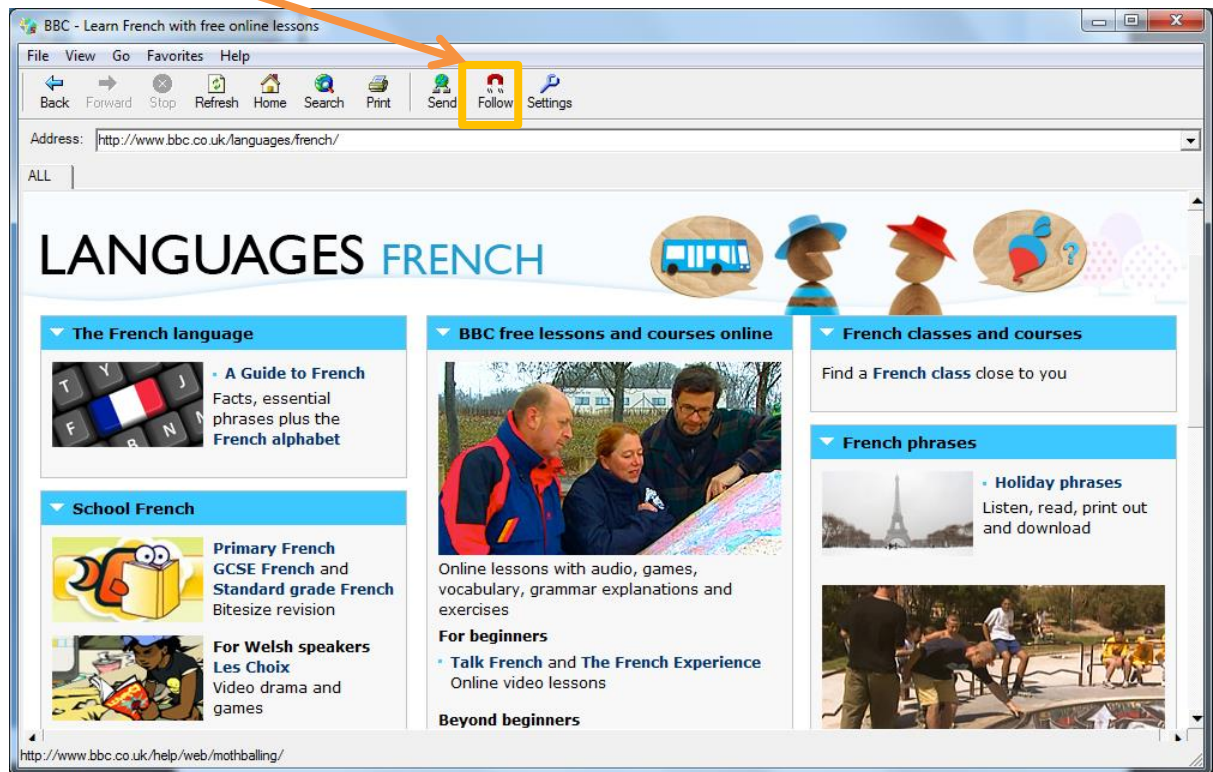 BBC - Learn French with free online lessons
File View Go Favorites Help
Back Forward Stop Refresh Home Search Print Send Follow Settings
Address: http://www.bbc.co.uk/languages/french/
ALL
LANGUAGES FRENCH
?
The French language
A Guide to French
Facts, essential
phrases plus the
French alphabet
T Y J
F R N N
B
School French
Primary French
GCSE French and
Standard grade French
Bitesize revision
For Welsh speakers
Les Choix
Video drama and
games
BBC free lessons and courses online
Online lessons with audio, games,
vocabulary, grammar explanations and
exercises
For beginners
Talk French and The French Experience
Online video lessons
Beyond beginners
French classes and courses
Find a French class close to you
French phrases
Holiday phrases
Listen, read, print out
and download
http://www.bbc.co.uk/help/web/mothballing/